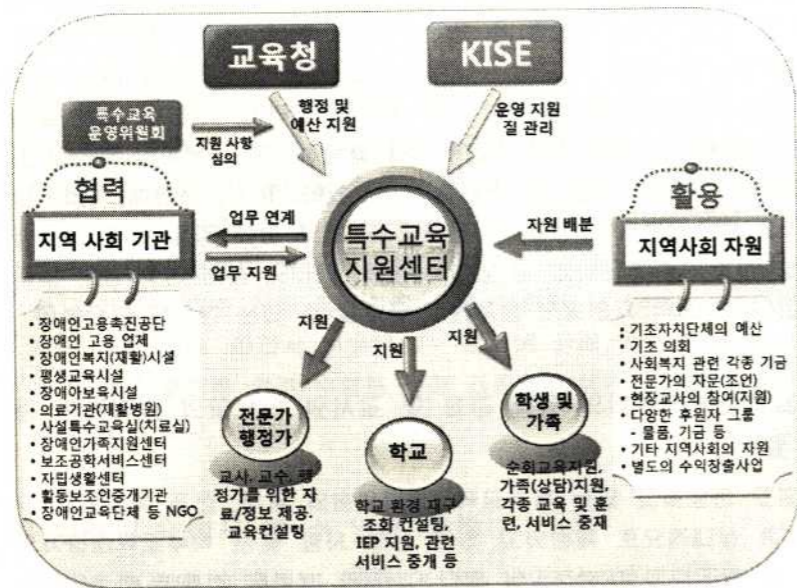 교육청
KISE
특수교육
운영위원회
지원 사항
심의
행정 및
예산 지원
운영 지원
질 관리
협력
지역 사회 기관
업무 연계
업무 지원
특수교육
지원센터
자원 배분
활용
지역사회 자원
• 장애인고용촉진공단
• 장애인 고용 업체
• 장애인복지(재활)시설
• 평생교육시설
• 장애아보육시설
• 의료기관(재활병원)
• 사설특수교육실(치료실)
• 장애인가족지원센터
• 보조공학서비스센터
• 자립생활센터
• 활동보조인중개기관
• 장애인교육단체 등 NGO
지원
지원
지원
전문가
행정가
교사, 교수, 행
정가를 위한 자
료/정보 제공.
교육컨설팅
학교
학교 환경 재구
조화 컨설팅,
IEP 지원, 관련
서비스 중개 등
학생 및
가족
순회교육지원,
가족(상담)지원,
각종 교육 및 훈
련, 서비스 중재
• 기초자치단체의 예산
• 기초 의회
• 사회복지 관련 각종 기금
• 전문가의 자문(조언)
• 현장교사의 참여(지원)
• 다양한 후원자 그룹
- 물품, 기금 등
• 기타 지역사회의 자원
• 별도의 수익창출사업